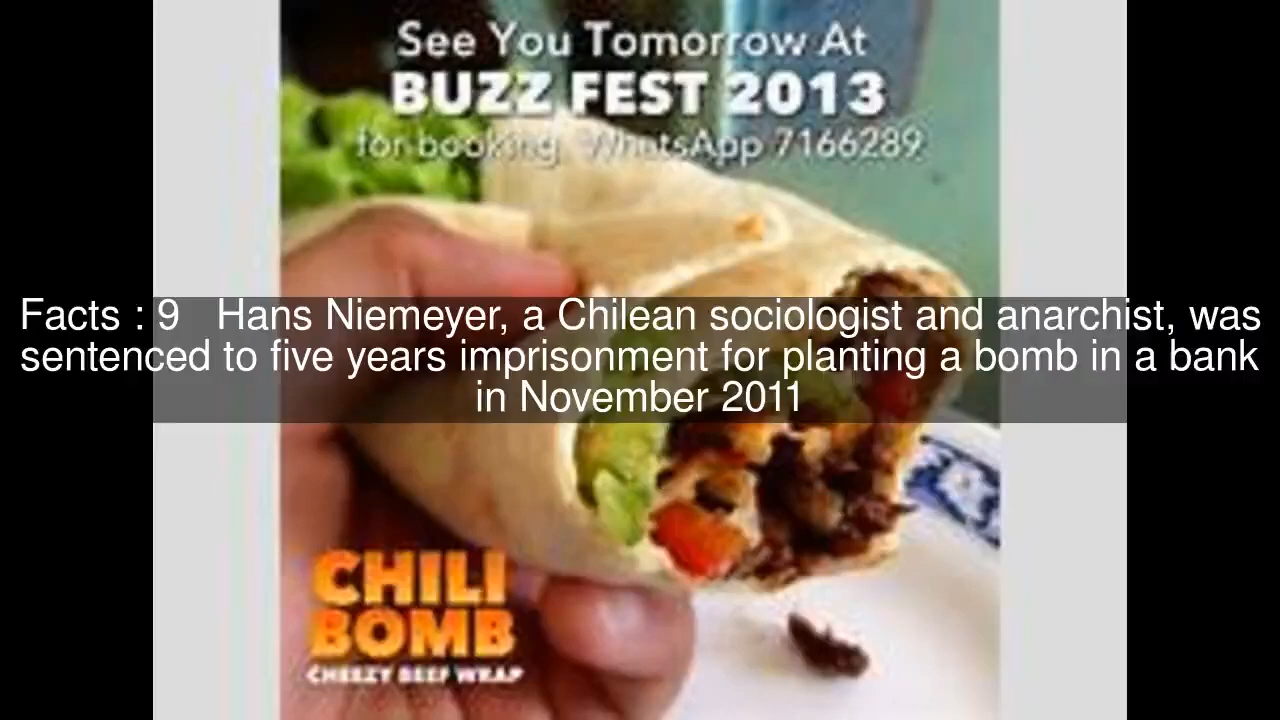 See You Tomorrow At
BUZZ FEST 2013
for booking WhatsApp 7166289
Facts : 9 Hans Niemeyer, a Chilean sociologist and anarchist, was
sentenced to five years imprisonment for planting a bomb in a bank
in November 2011
CHILI
BOMB
CHEEZY BEEF WRAP